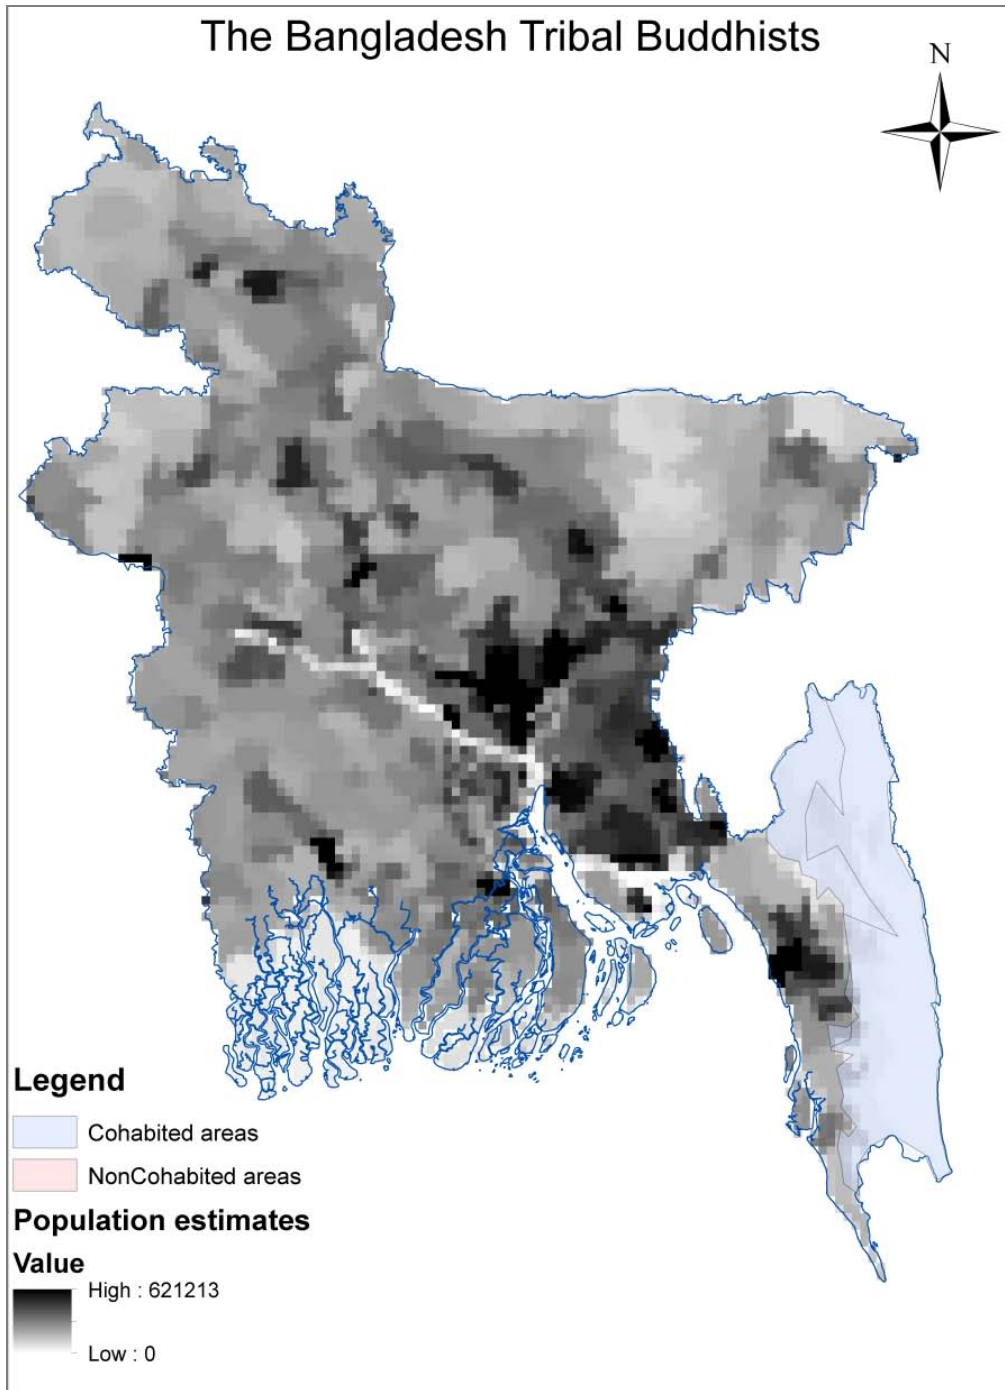 The Bangladesh Tribal Buddhists
N
Legend
Cohabited areas
NonCohabited areas
Population estimates
Value
High : 621213
Low : 0